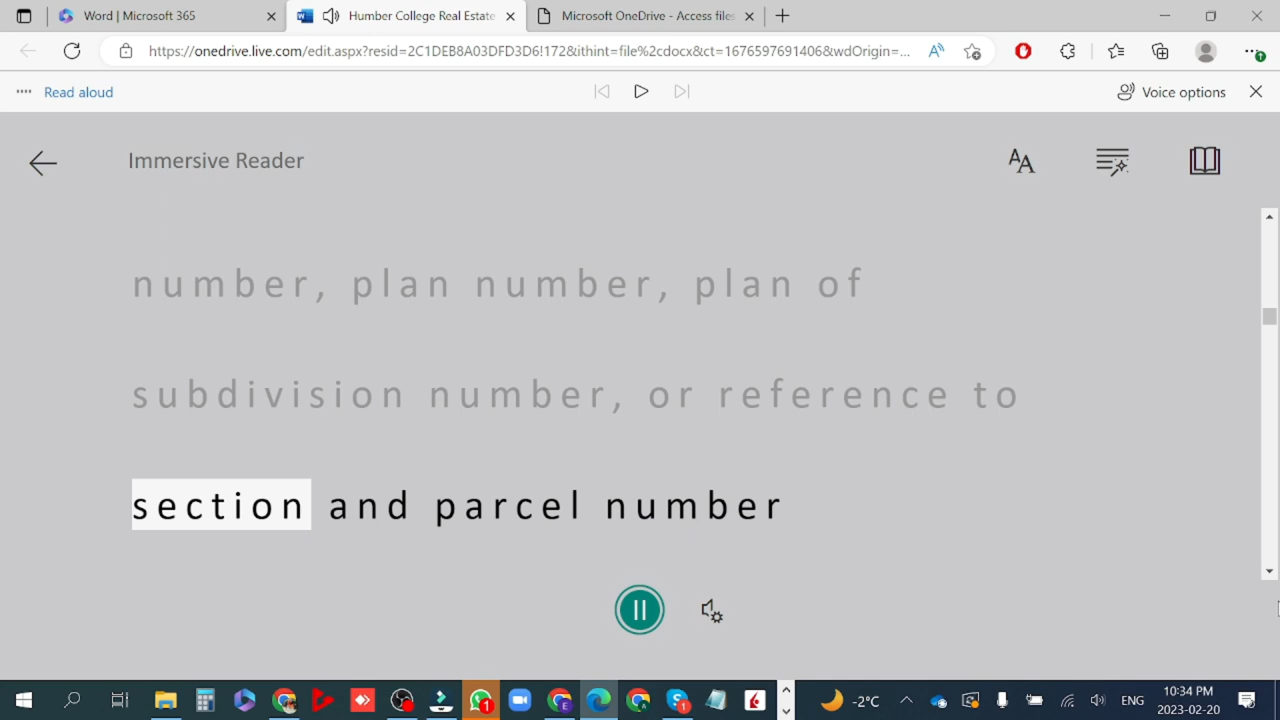 Word | Microsoft 365
Humber College Real Estate
Microsoft OneDrive - Access files
https://onedrive.live.com/edit.aspx?resid=2C1DEB8A03DFD3D6!172&ithint=file%2cdocx&ct=1676597691406&wdOrigin=...
Read aloud
Voice options
Immersive Reader
number, plan number, plan of
subdivision number, or reference to
section and parcel number
1
1
-2°C
ENG
10:34 PM
2023-02-20